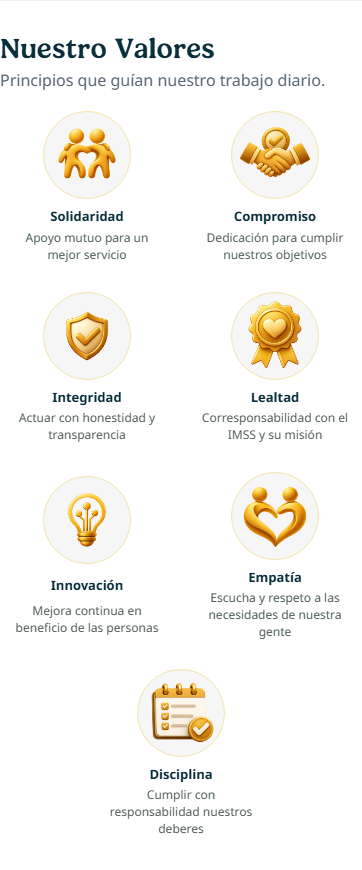 Nuestro Valores
Principios que guían nuestro trabajo diario.
Solidaridad
Apoyo mutuo para un
mejor servicio
Compromiso
Dedicación para cumplir
nuestros objetivos
Integridad
Actuar con honestidad y
transparencia
Lealtad
Corresponsabilidad con el
IMSS y su misión
Innovación
Mejora continua en
beneficio de las personas
Empatía
Escucha y respeto a las
necesidades de nuestra
gente
Disciplina
Cumplir con
responsabilidad nuestros
deberes